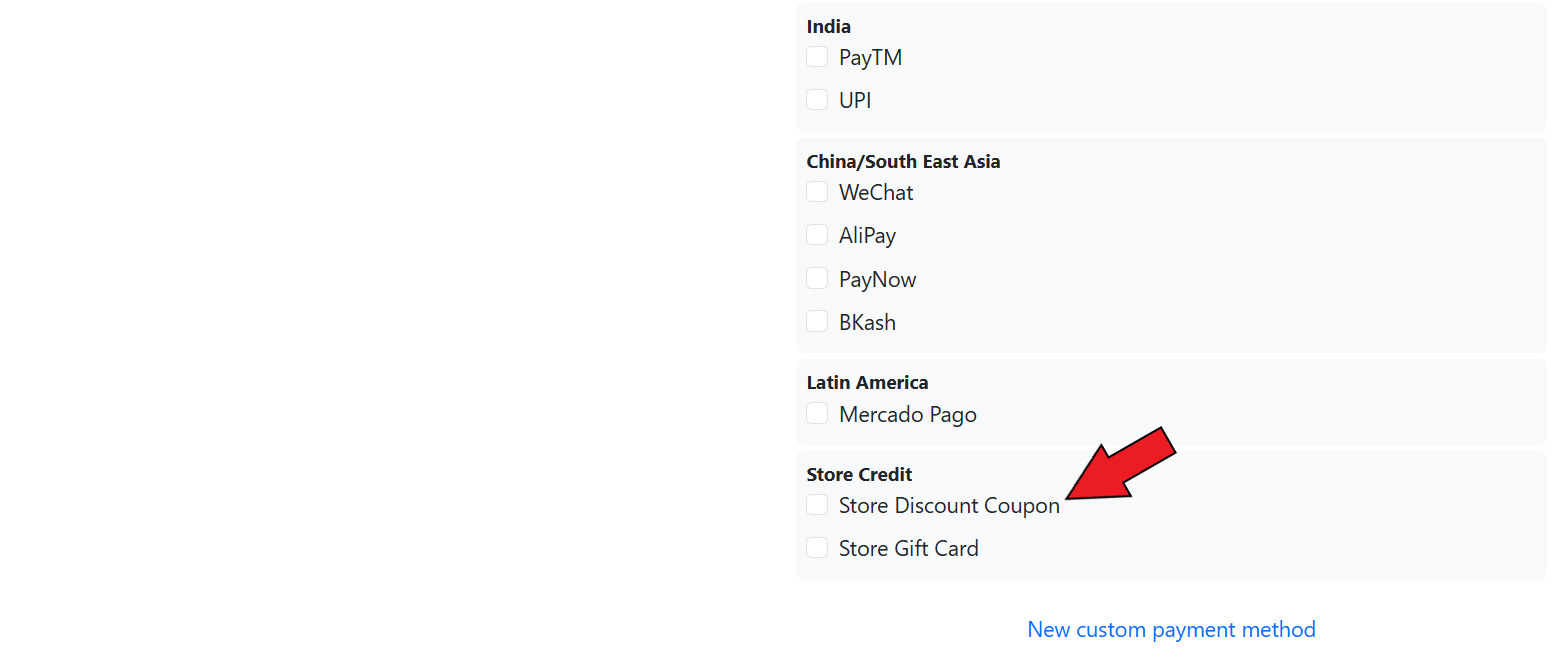 India
PayTM
UPI
China/South East Asia
WeChat
AliPay
PayNow
BKash
Latin America
Mercado Pago
Store Credit
Store Discount Coupon
Store Gift Card
New custom payment method